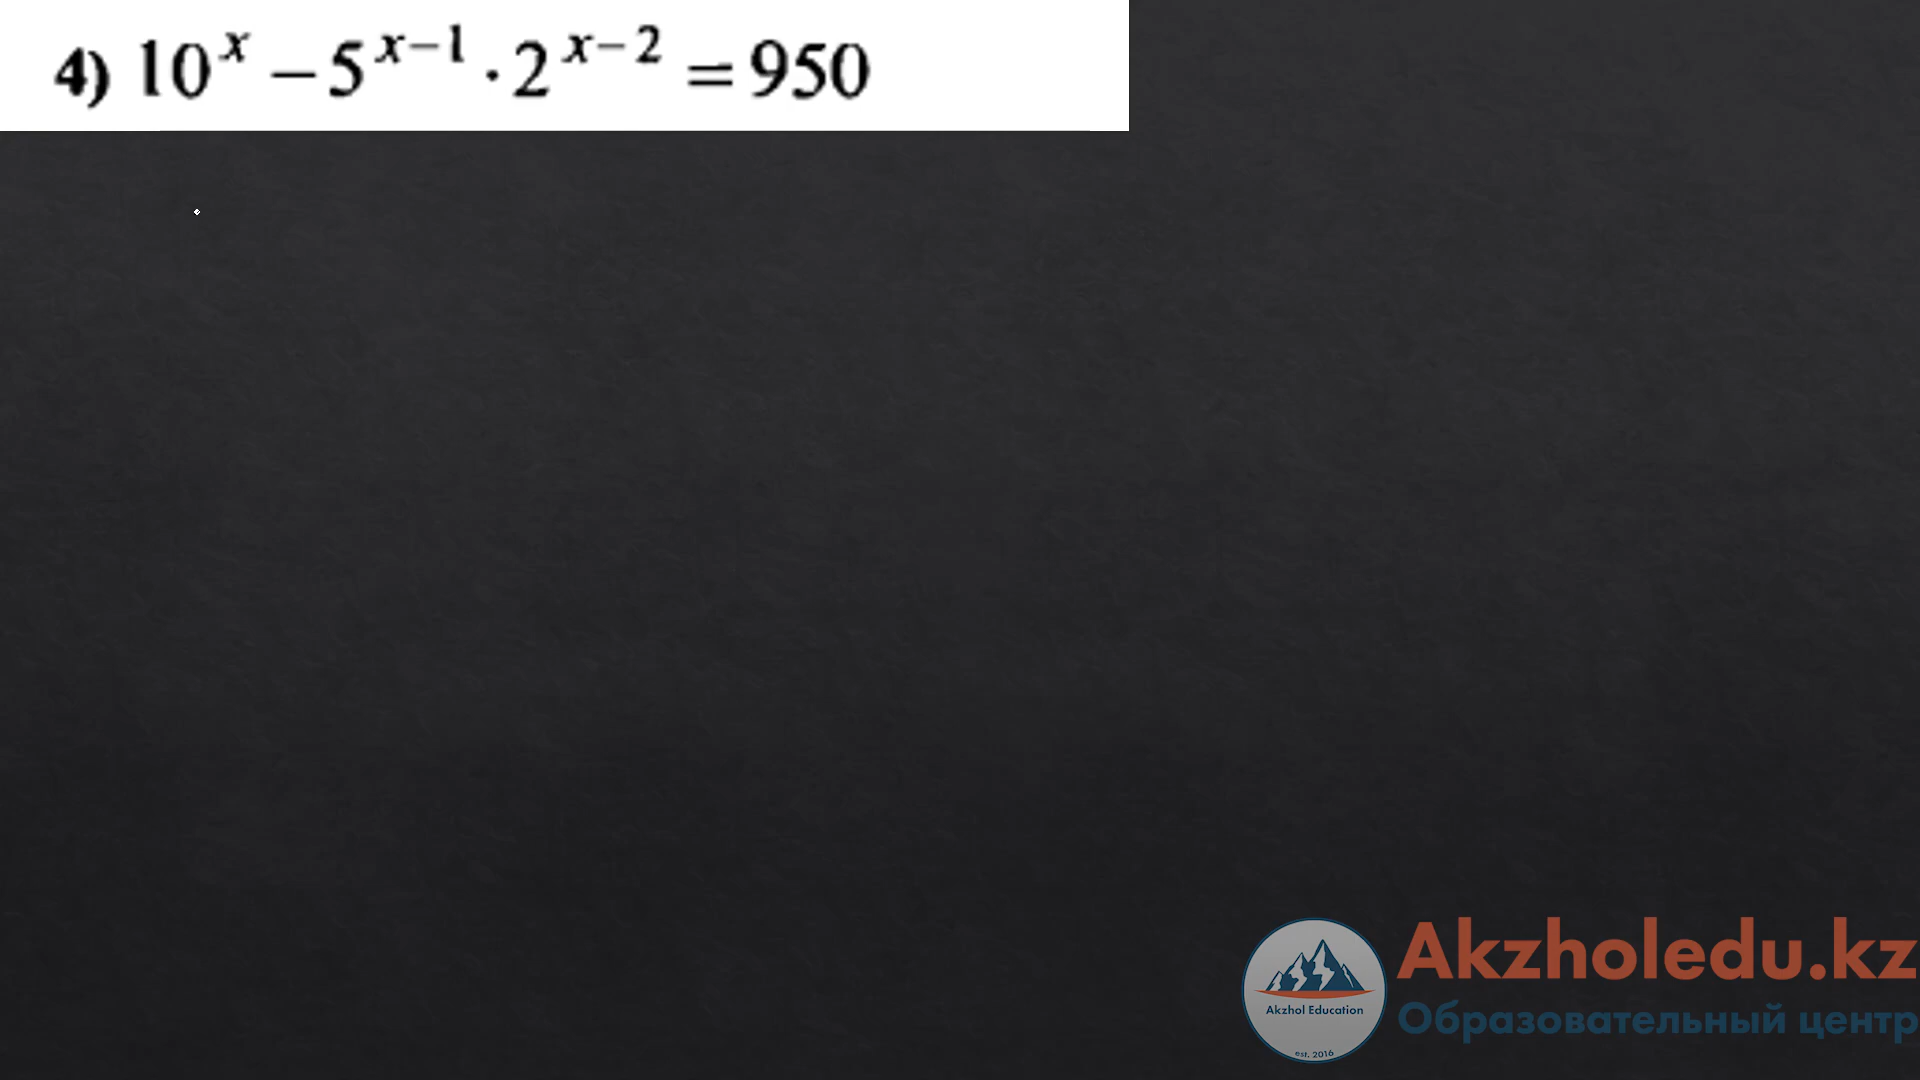 4) 10^x − 5^{x−1} · 2^{x−2} = 950
Akzholedu.kz
Образовательный центр
Akzhol Education
est. 2016